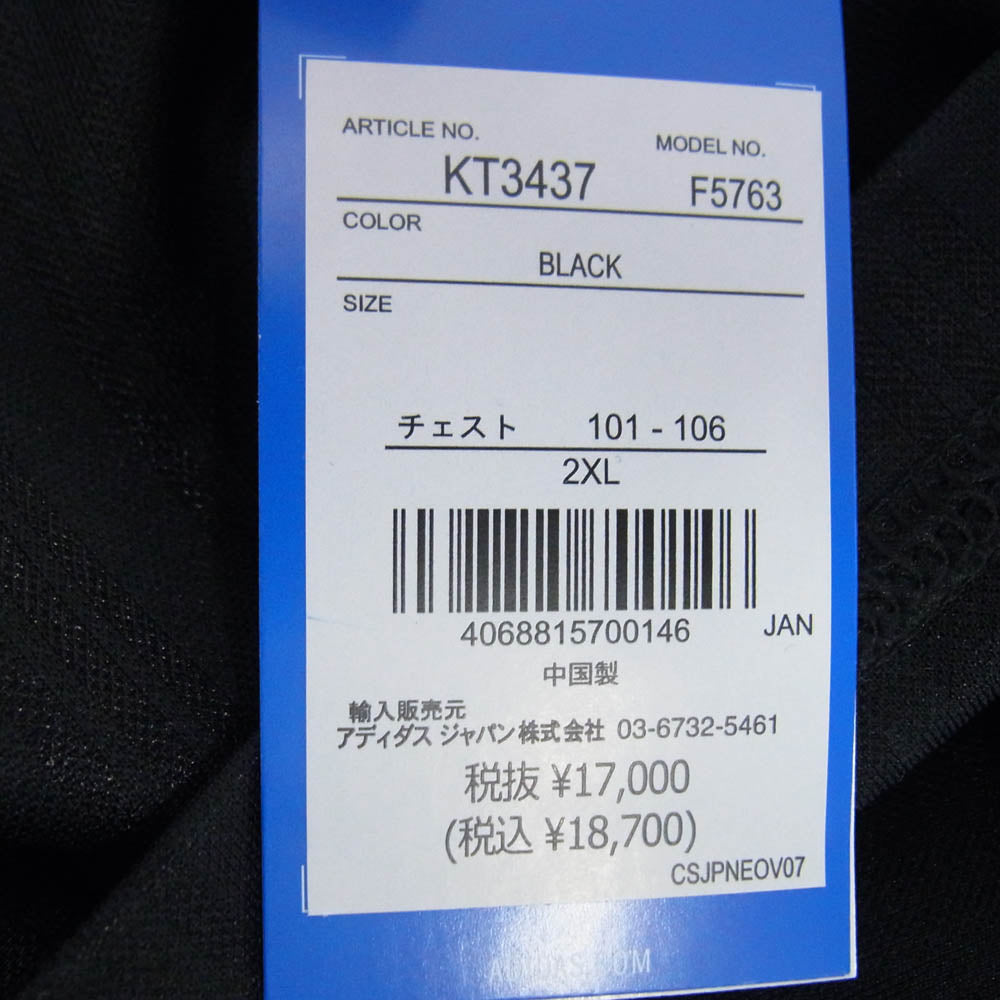 ARTICLE NO. MODEL NO.
KT3437 F5763
COLOR
BLACK
SIZE
チェスト 101 - 106
2XL
4068815700146 JAN
中国製
輸入販売元
アディダス ジャパン株式会社 03-6732-5461
税抜 ¥17,000
(税込 ¥18,700)
CSJPNEOV07
ADIDAS.COM